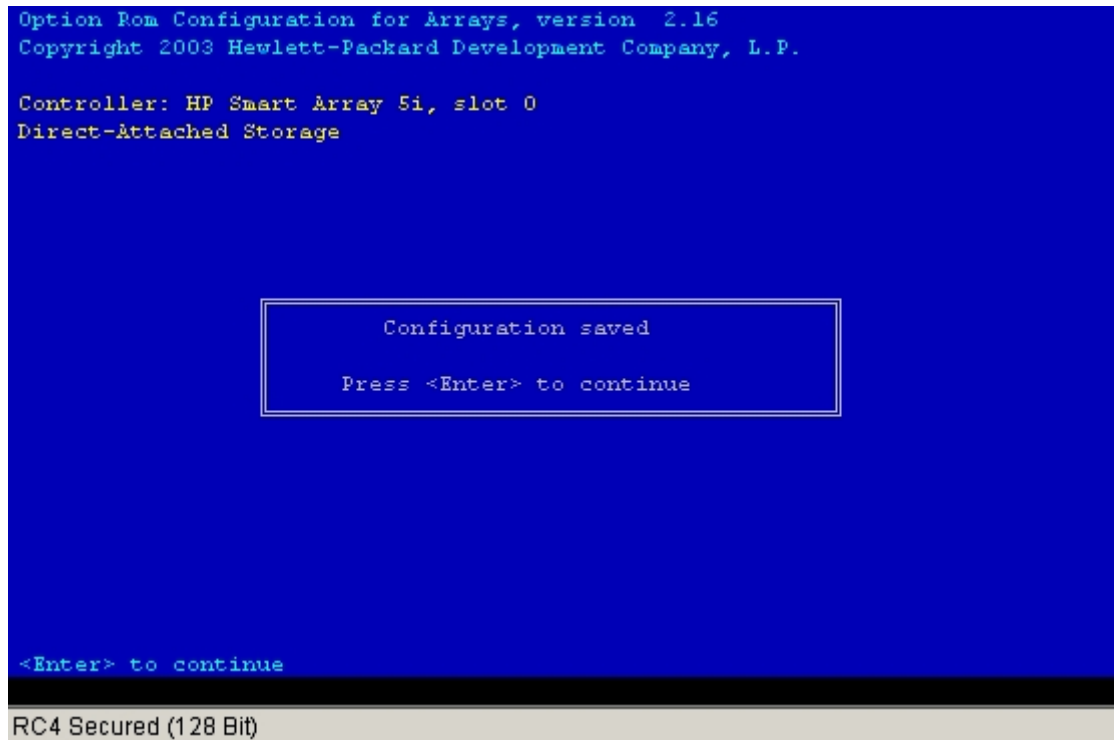 Option Rom Configuration for Arrays, version 2.16
Copyright 2003 Hewlett-Packard Development Company, L.P.
Controller: HP Smart Array 5i, slot 0
Direct-Attached Storage
Configuration saved
Press <Enter> to continue
<Enter> to continue
RC4 Secured (128 Bit)